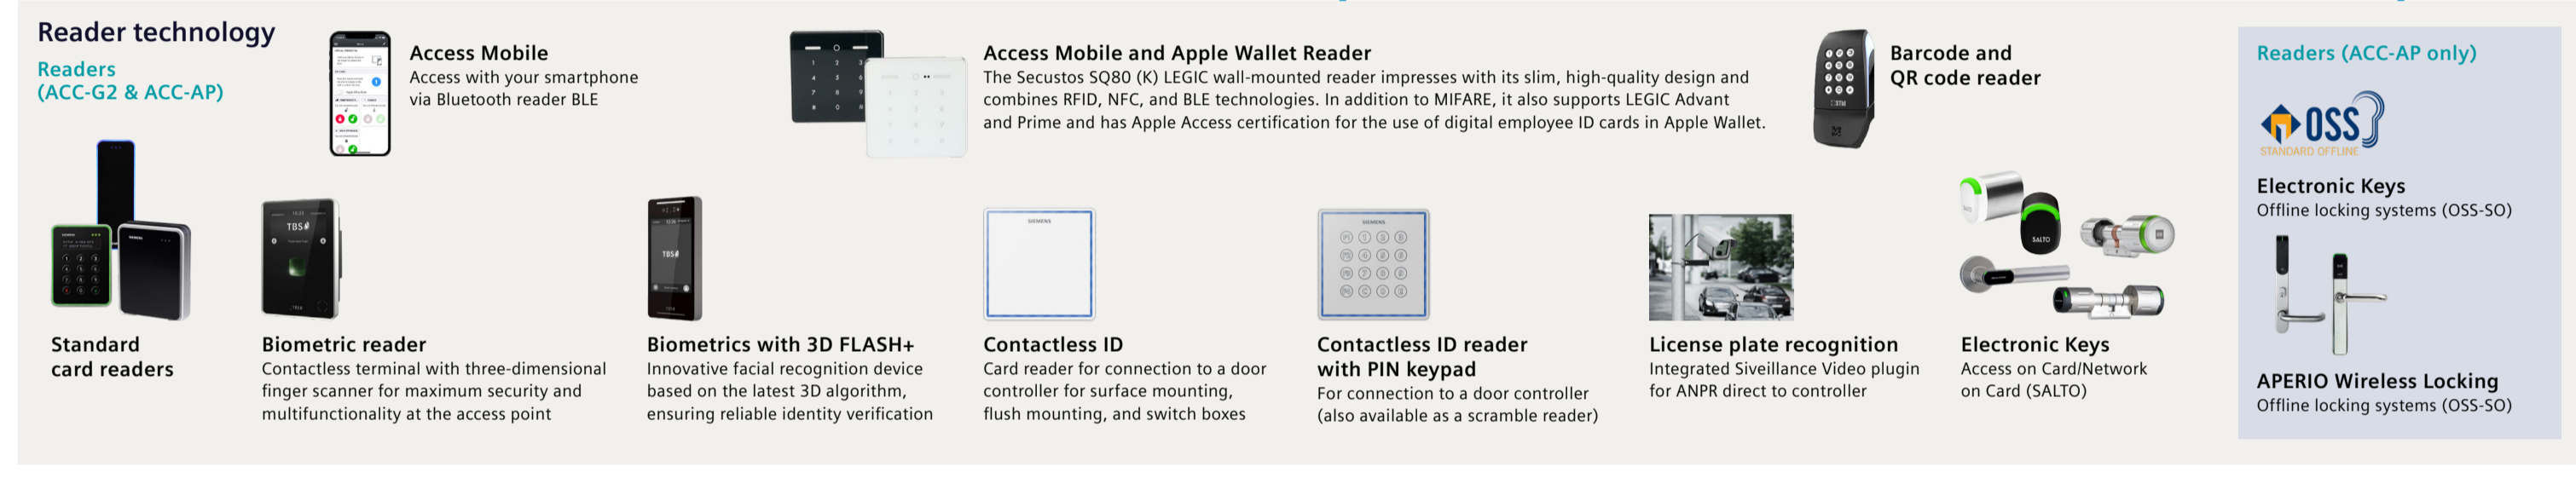 Reader technology
Readers
(ACC-G2 & ACC-AP)
Access Mobile
Access with your smartphone
via Bluetooth reader BLE
Access Mobile and Apple Wallet Reader
The Secustos SQ80 (K) LEGIC wall-mounted reader impresses with its slim, high-quality design and
combines RFID, NFC, and BLE technologies. In addition to MIFARE, it also supports LEGIC Advant
and Prime and has Apple Access certification for the use of digital employee ID cards in Apple Wallet.
Barcode and
QR code reader
Standard
card readers
TBS
Biometric reader
Contactless terminal with three-dimensional
finger scanner for maximum security and
multifunctionality at the access point
TBS
Biometrics with 3D FLASH+
Innovative facial recognition device
based on the latest 3D algorithm,
ensuring reliable identity verification
SIEMENS
Contactless ID
Card reader for connection to a door
controller for surface mounting,
flush mounting, and switch boxes
SIEMENS
Contactless ID reader
with PIN keypad
For connection to a door controller
(also available as a scramble reader)
License plate recognition
Integrated Siveillance Video plugin
for ANPR direct to controller
SALTO
Electronic Keys
Access on Card/Network
on Card (SALTO)
Readers (ACC-AP only)
OSS
STANDARD OFFLINE
Electronic Keys
Offline locking systems (OSS-SO)
APERIO Wireless Locking
Offline locking systems (OSS-SO)